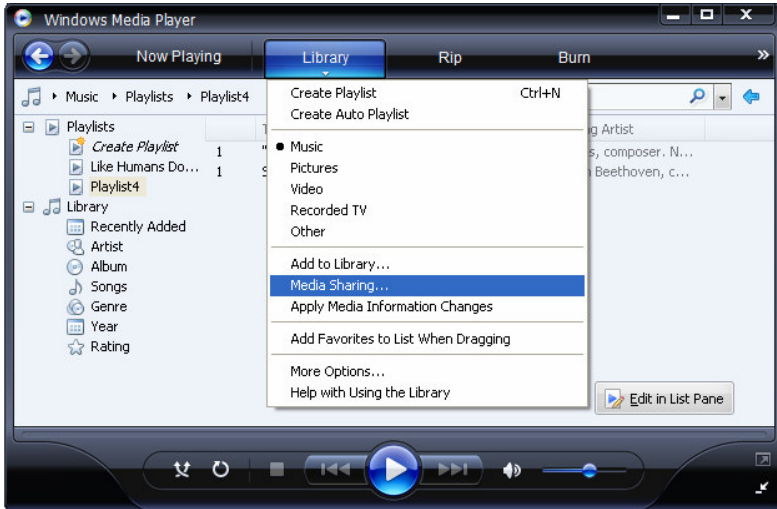 Windows Media Player
Now Playing Library Rip Burn »
Music Playlists Playlist4
Create Playlist Ctrl+N
Create Auto Playlist
Music
Pictures
Video
Recorded TV
Other
Add to Library...
Media Sharing...
Apply Media Information Changes
Add Favorites to List When Dragging
More Options...
Help with Using the Library
Playlists
Create Playlist
Like Humans Do...
Playlist4
Library
Recently Added
Artist
Album
Songs
Genre
Year
Rating
1
1
Artist
s, composer. N...
Beethoven, c...
Edit in List Pane